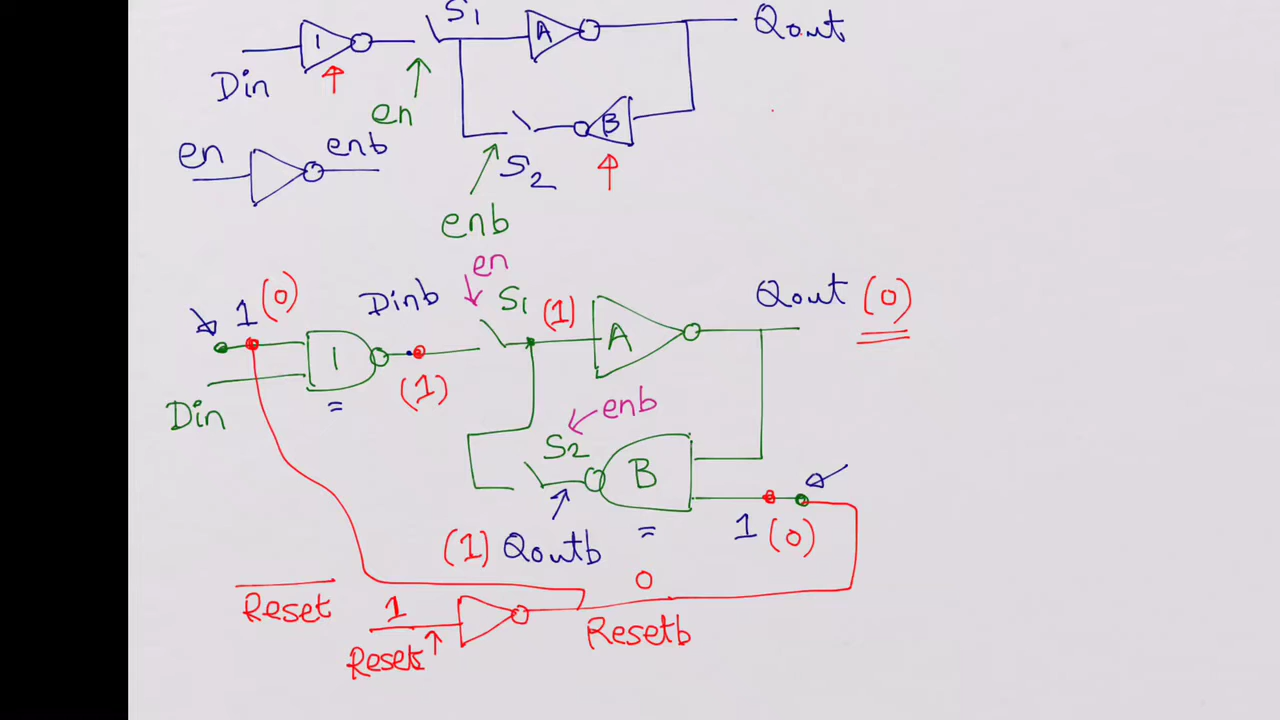 S1
Qout
1
A
Din
en
B
en
enb
S2
enb
en
1 (0)
Dinb
S1
(1)
Qout (0)
1
A
(1)
=
Din
enb
S2
B
(1) Qoutb
=
1 (0)
0
Reset
1
Resetb
Reset